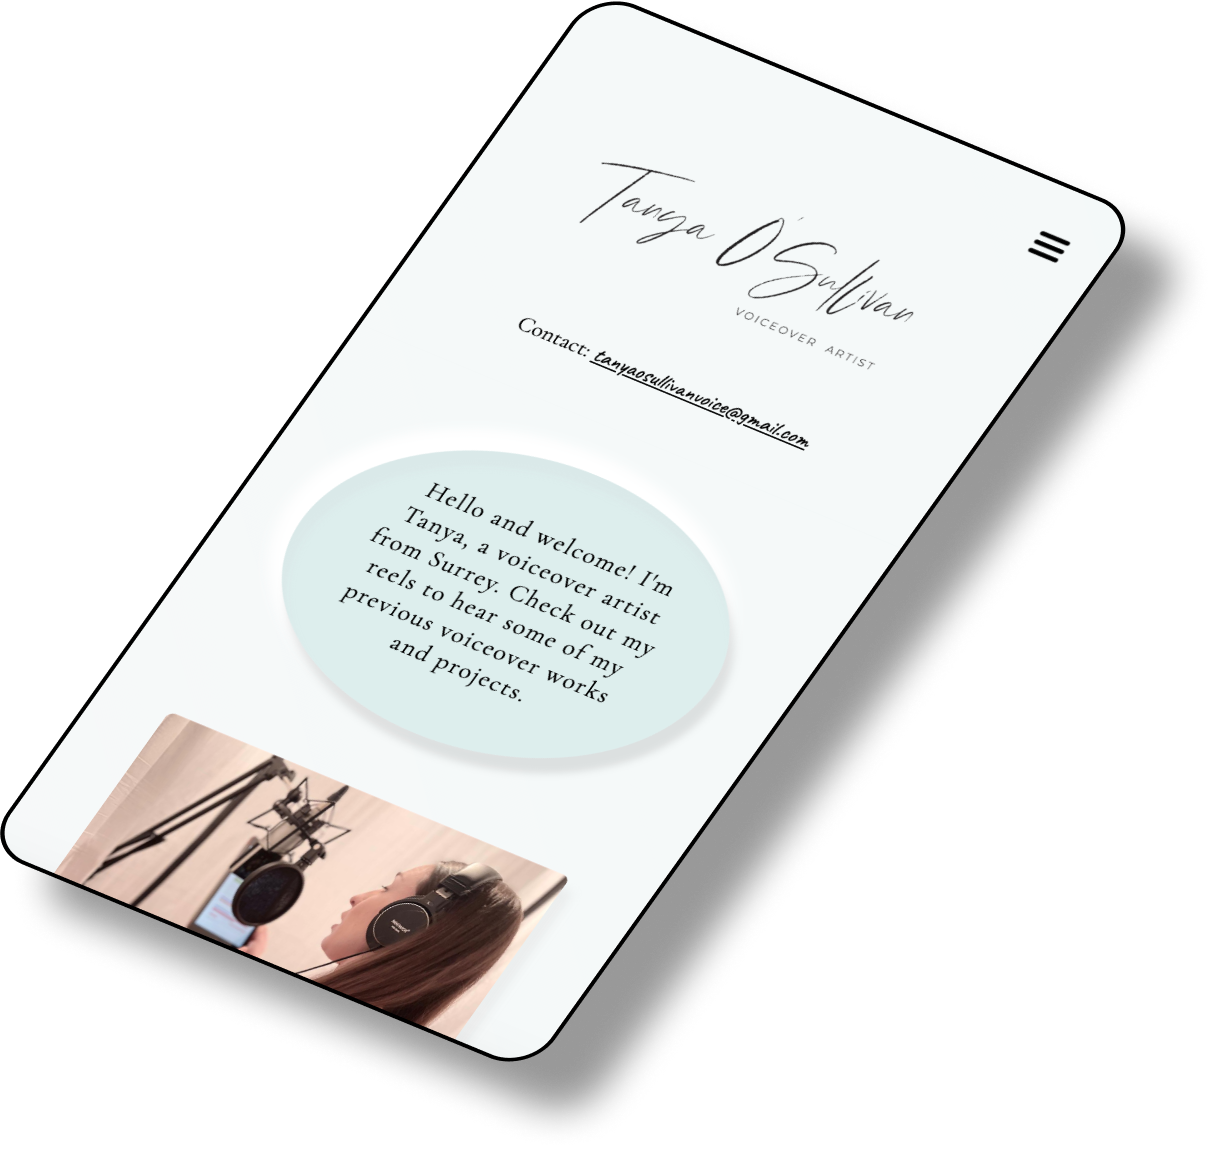 Tanya O'Sullivan
VOICEOVER ARTIST
Contact: tanyaosullivanvoice@gmail.com
Hello and welcome! I'm
Tanya, a voiceover artist
from Surrey. Check out my
reels to hear some of my
previous voiceover works
and projects.